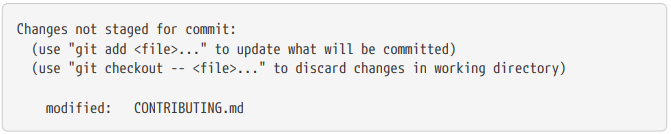 Changes not staged for commit:
  (use "git add <file>..." to update what will be committed)
  (use "git checkout -- <file>..." to discard changes in working directory)

    modified:   CONTRIBUTING.md